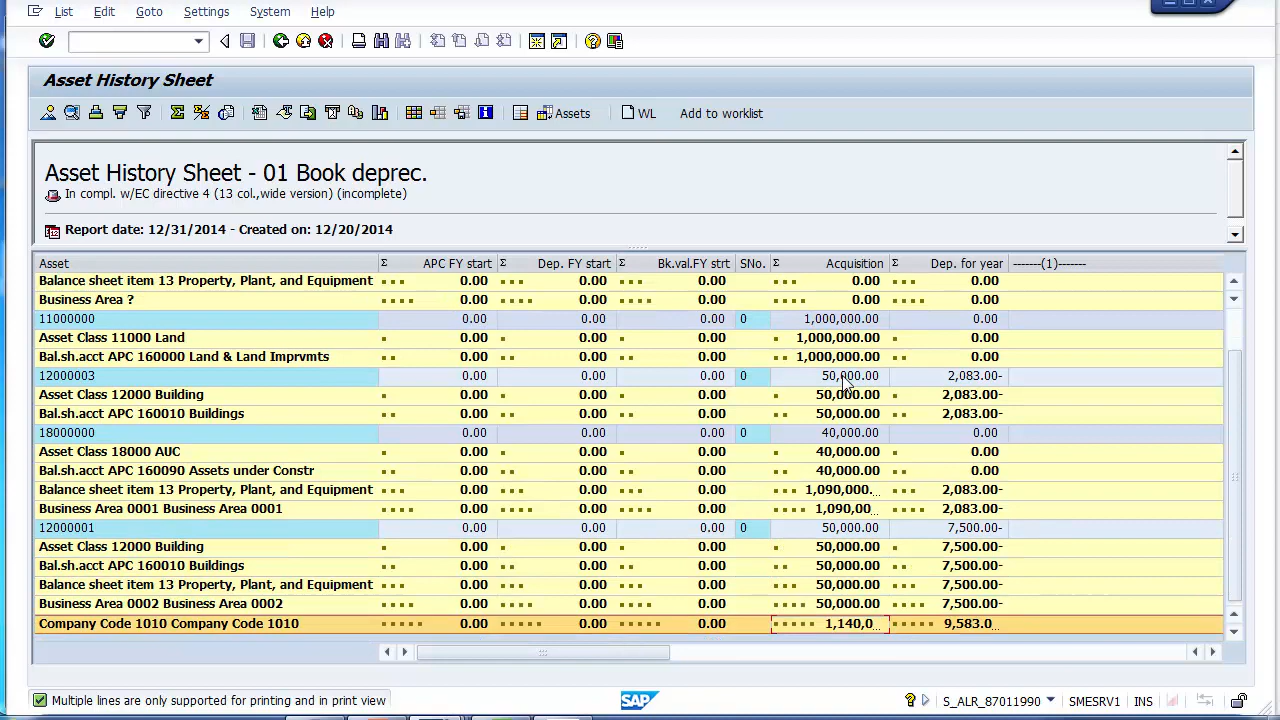 List Edit Goto Settings System Help
Asset History Sheet
Assets WL Add to worklist
Asset History Sheet - 01 Book deprec.
In compl. w/EC directive 4 (13 col.,wide version) (incomplete)
Report date: 12/31/2014 - Created on: 12/20/2014
Asset Σ APC FY start Σ Dep. FY start Σ Bk.val.FY strt SNo. Σ Acquisition Σ Dep. for year -------(1)-----
Balance sheet item 13 Property, Plant, and Equipment 0.00 0.00 0.00 0.00 0.00
Business Area ? 0.00 0.00 0.00 0.00 0.00
11000000 0.00 0.00 0.00 0 1,000,000.00 0.00
Asset Class 11000 Land 0.00 0.00 0.00 1,000,000.00 0.00
Bal.sh.acct APC 160000 Land & Land Imprvmts 0.00 0.00 0.00 1,000,000.00 0.00
12000003 0.00 0.00 0.00 0 50,000.00 2,083.00-
Asset Class 12000 Building 0.00 0.00 0.00 50,000.00 2,083.00-
Bal.sh.acct APC 160010 Buildings 0.00 0.00 0.00 50,000.00 2,083.00-
18000000 0.00 0.00 0.00 0 40,000.00 0.00
Asset Class 18000 AUC 0.00 0.00 0.00 40,000.00 0.00
Bal.sh.acct APC 160090 Assets under Constr 0.00 0.00 0.00 40,000.00 0.00
Balance sheet item 13 Property, Plant, and Equipment 0.00 0.00 0.00 1,090,000.… 2,083.00-
Business Area 0001 Business Area 0001 0.00 0.00 0.00 1,090,00… 2,083.00-
12000001 0.00 0.00 0.00 0 50,000.00 7,500.00-
Asset Class 12000 Building 0.00 0.00 0.00 50,000.00 7,500.00-
Bal.sh.acct APC 160010 Buildings 0.00 0.00 0.00 50,000.00 7,500.00-
Balance sheet item 13 Property, Plant, and Equipment 0.00 0.00 0.00 50,000.00 7,500.00-
Business Area 0002 Business Area 0002 0.00 0.00 0.00 50,000.00 7,500.00-
Company Code 1010 Company Code 1010 0.00 0.00 0.00 1,140,0… 9,583.0…
Multiple lines are only supported for printing and in print view SAP S_ALR_87011990 SMESRV1 INS